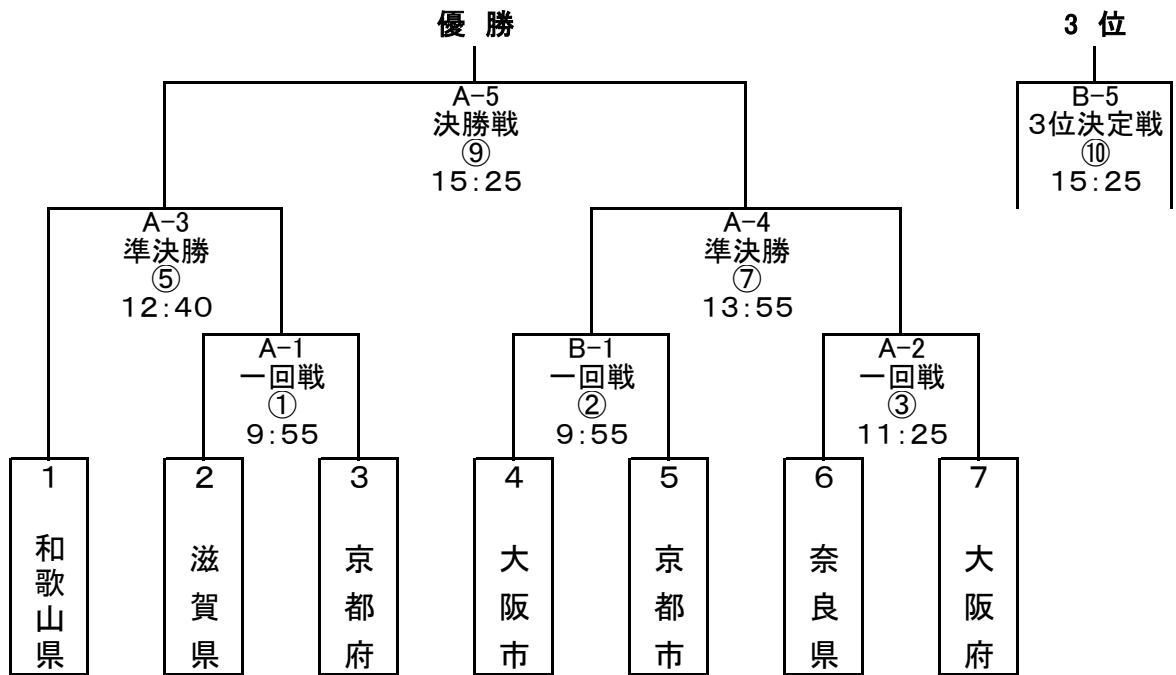 優 勝
3 位
A-5
決勝戦
⑨
15:25
B-5
3位決定戦
⑩
15:25
A-3
準決勝
⑤
12:40
A-4
準決勝
⑦
13:55
A-1
一回戦
①
9:55
B-1
一回戦
②
9:55
A-2
一回戦
③
11:25
1
和歌山県
2
滋賀県
3
京都府
4
大阪市
5
京都市
6
奈良県
7
大阪府